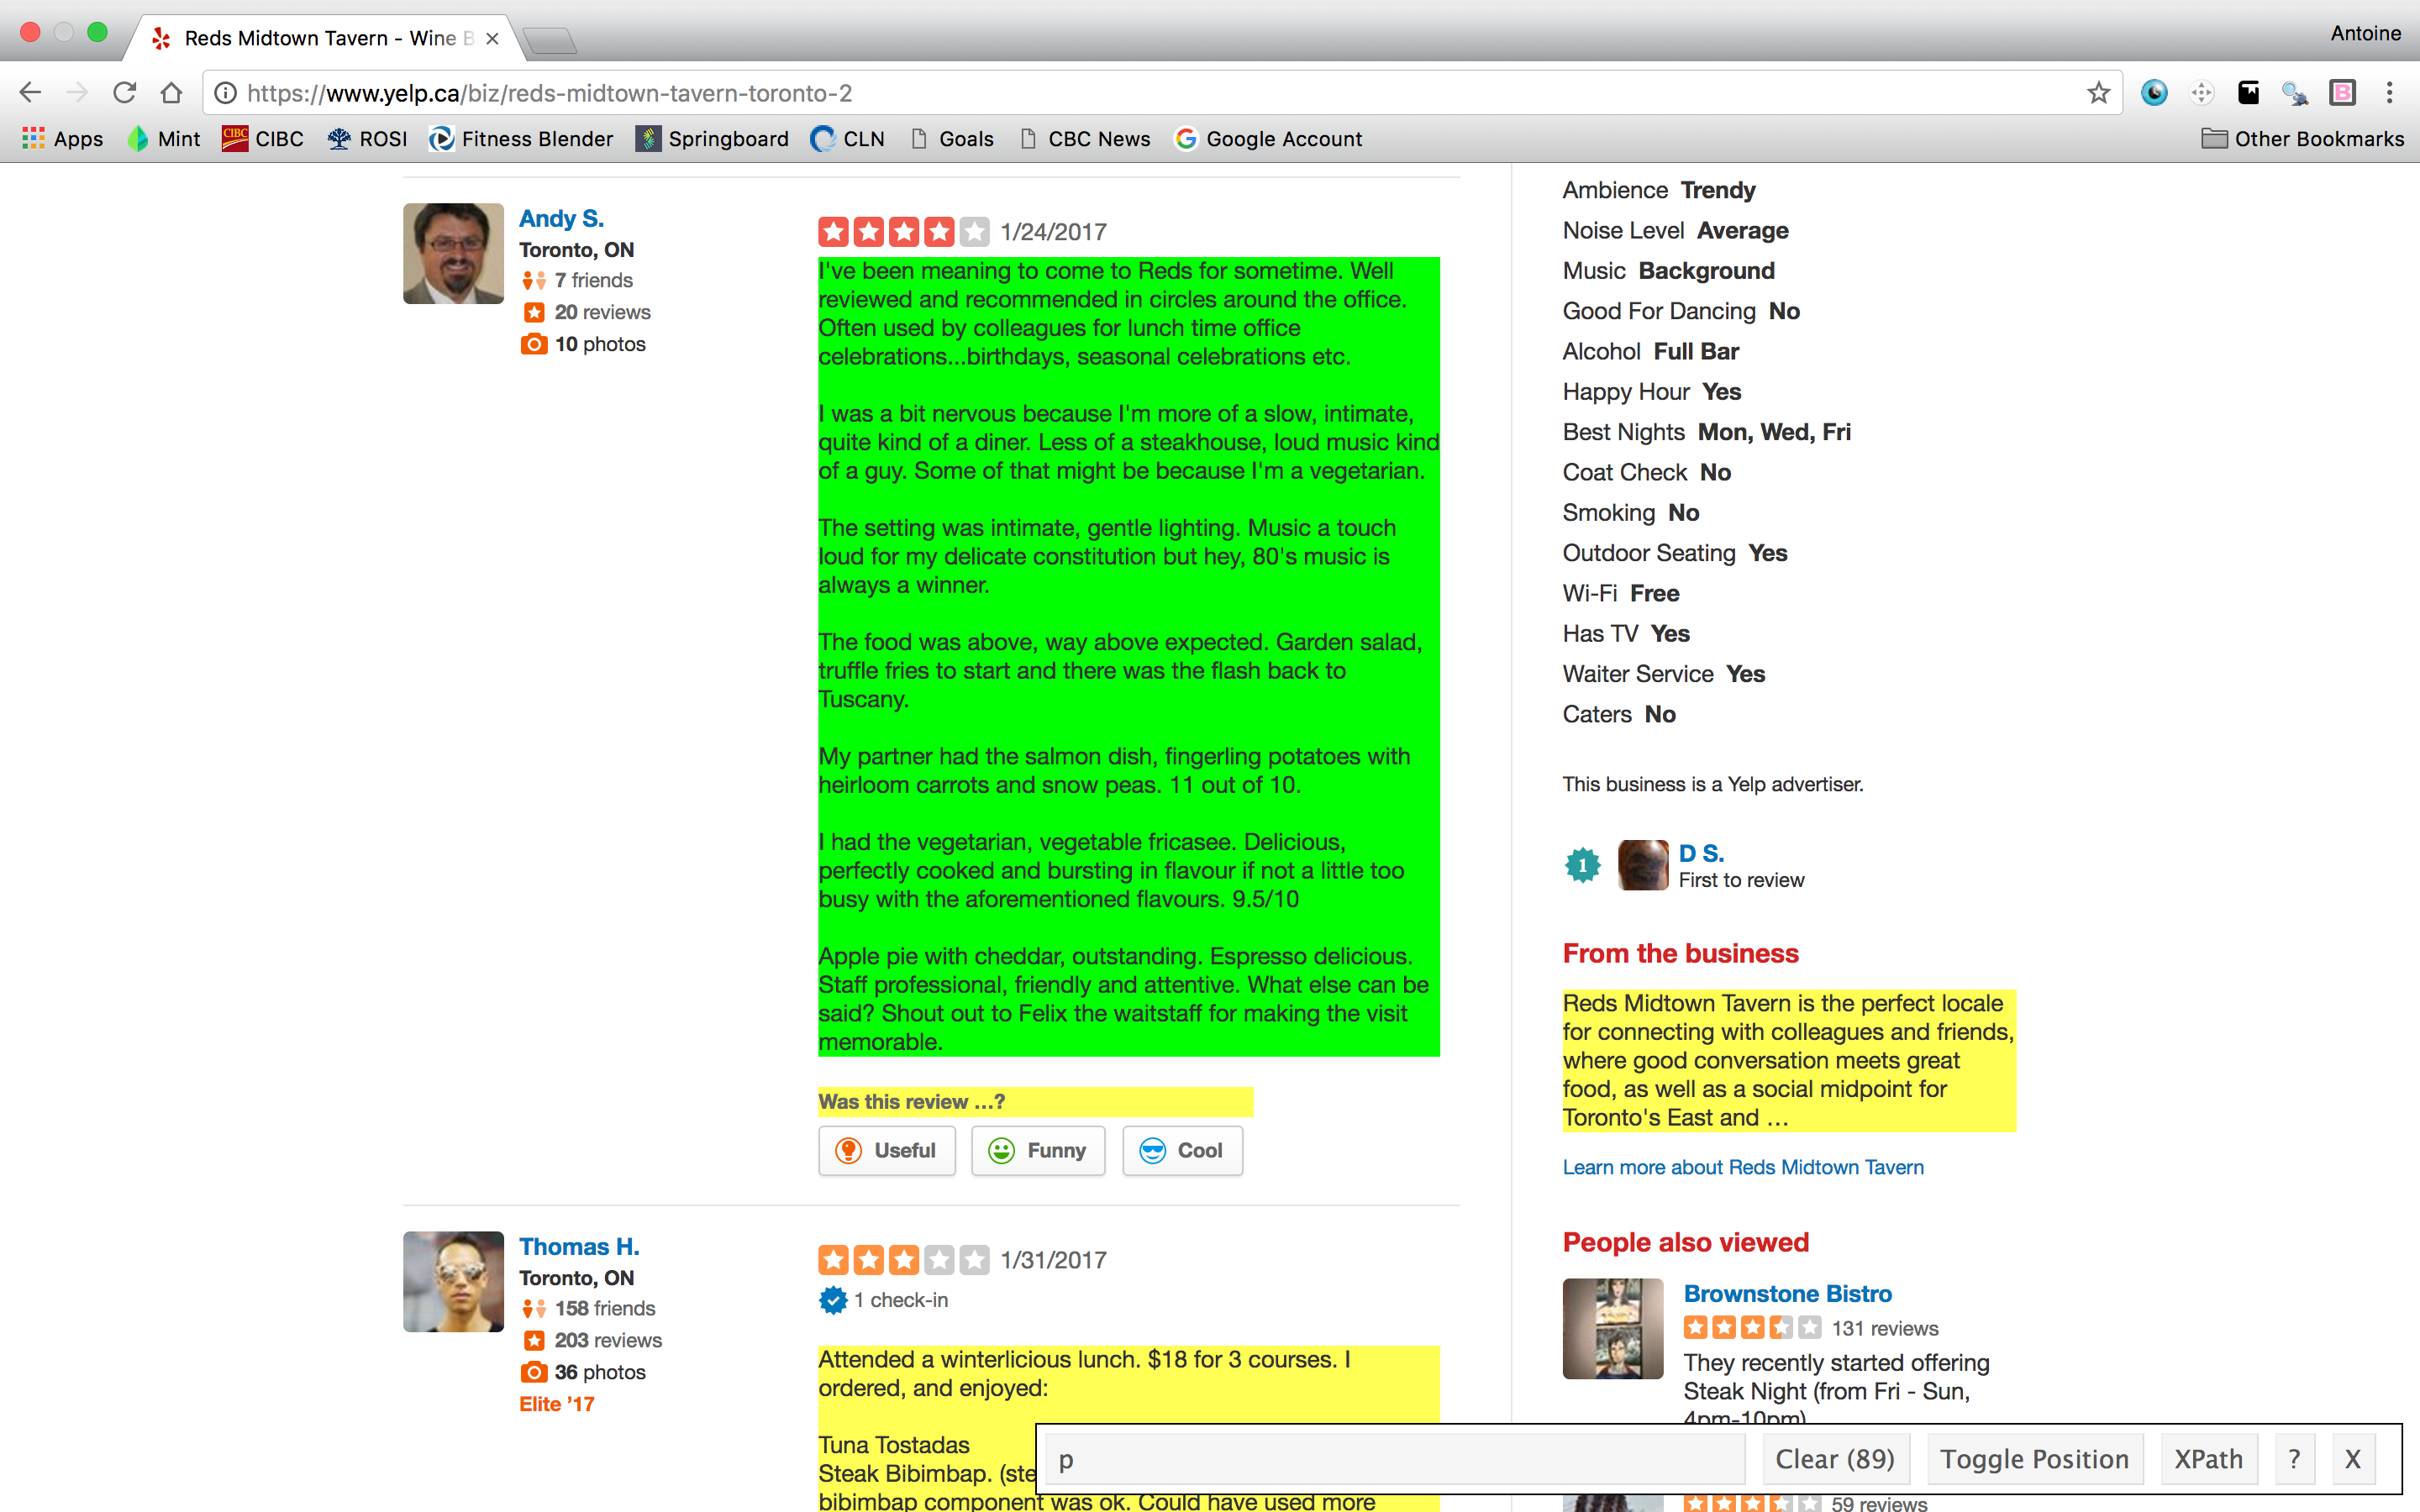 Reds Midtown Tavern - Wine B
Antoine
https://www.yelp.ca/biz/reds-midtown-tavern-toronto-2
Apps
Mint
CIBC
CIBC
ROSI
Fitness Blender
Springboard
CLN
Goals
CBC News
Google Account
Other Bookmarks
Andy S.
Toronto, ON
7 friends
20 reviews
10 photos
1/24/2017
I've been meaning to come to Reds for sometime. Well
reviewed and recommended in circles around the office.
Often used by colleagues for lunch time office
celebrations...birthdays, seasonal celebrations etc.
I was a bit nervous because I'm more of a slow, intimate,
quite kind of a diner. Less of a steakhouse, loud music kind
of a guy. Some of that might be because I'm a vegetarian.
The setting was intimate, gentle lighting. Music a touch
loud for my delicate constitution but hey, 80's music is
always a winner.
The food was above, way above expected. Garden salad,
truffle fries to start and there was the flash back to
Tuscany.
My partner had the salmon dish, fingerling potatoes with
heirloom carrots and snow peas. 11 out of 10.
I had the vegetarian, vegetable fricasee. Delicious,
perfectly cooked and bursting in flavour if not a little too
busy with the aforementioned flavours. 9.5/10
Apple pie with cheddar, outstanding. Espresso delicious.
Staff professional, friendly and attentive. What else can be
said? Shout out to Felix the waitstaff for making the visit
memorable.
Was this review …?
Useful
Funny
Cool
Thomas H.
Toronto, ON
158 friends
203 reviews
36 photos
Elite ’17
1/31/2017
1 check-in
Attended a winterlicious lunch. $18 for 3 courses. I
ordered, and enjoyed:
Tuna Tostadas
Steak Bibimbap. (ste
bibimbap component was ok. Could have used more
Ambience Trendy
Noise Level Average
Music Background
Good For Dancing No
Alcohol Full Bar
Happy Hour Yes
Best Nights Mon, Wed, Fri
Coat Check No
Smoking No
Outdoor Seating Yes
Wi-Fi Free
Has TV Yes
Waiter Service Yes
Caters No
This business is a Yelp advertiser.
1
D S.
First to review
From the business
Reds Midtown Tavern is the perfect locale
for connecting with colleagues and friends,
where good conversation meets great
food, as well as a social midpoint for
Toronto's East and …
Learn more about Reds Midtown Tavern
People also viewed
Brownstone Bistro
131 reviews
They recently started offering
Steak Night (from Fri - Sun,
4pm-10pm)
p
Clear (89)
Toggle Position
XPath
?
X
59 reviews